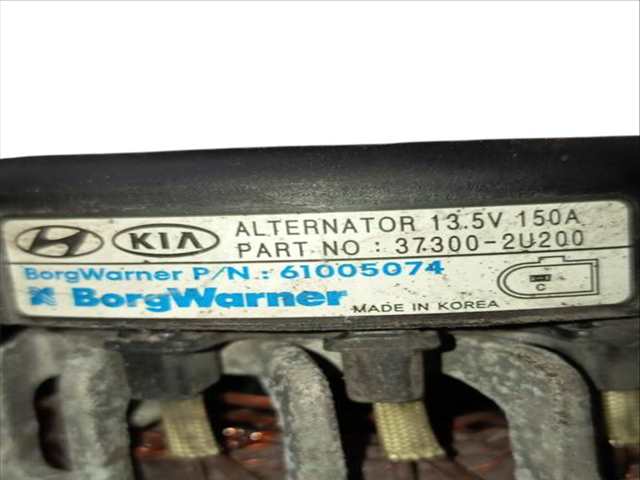 KIA
ALTERNATOR 13.5V 150A
PART NO : 37300-2U200
BorgWarner P/N.: 61005074
BorgWarner
MADE IN KOREA
C